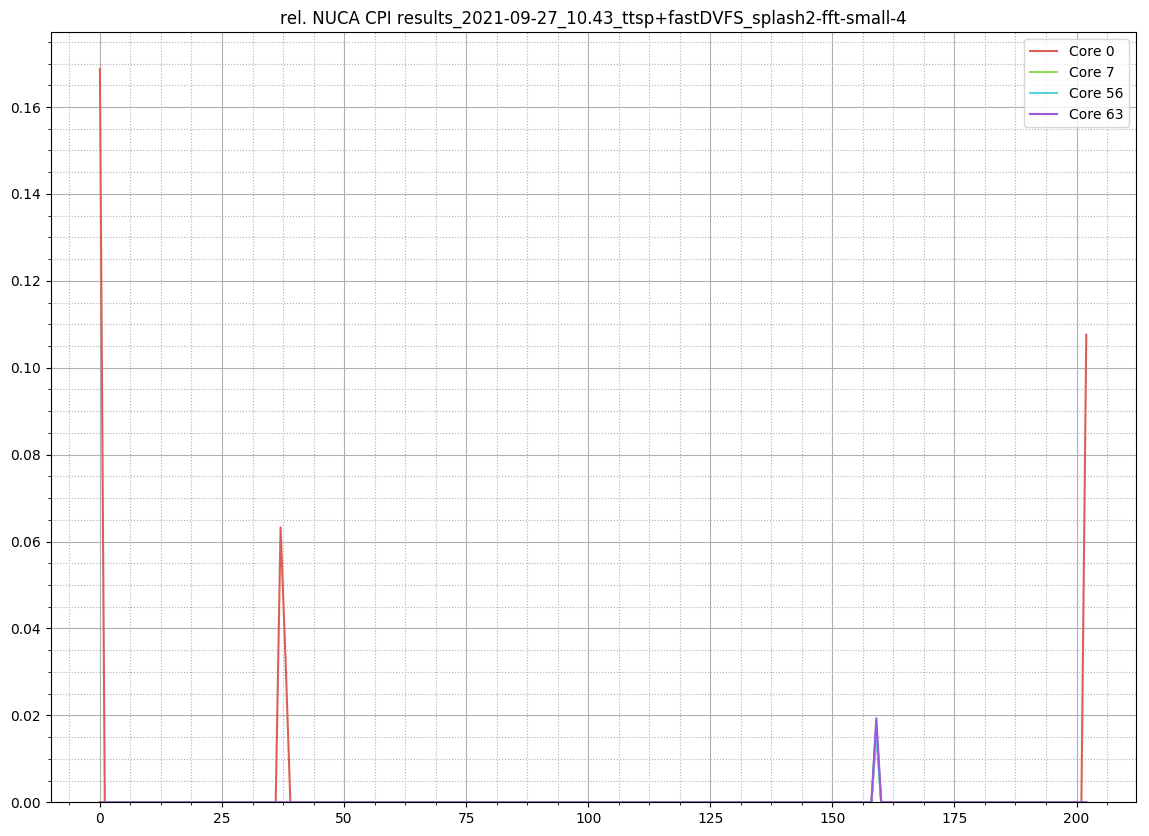 rel. NUCA CPI results_2021-09-27_10.43_ttsp+fastDVFS_splash2-fft-small-4
Core 0
Core 7
Core 56
Core 63
0.16
0.14
0.12
0.10
0.08
0.06
0.04
0.02
0.00
0 25 50 75 100 125 150 175 200